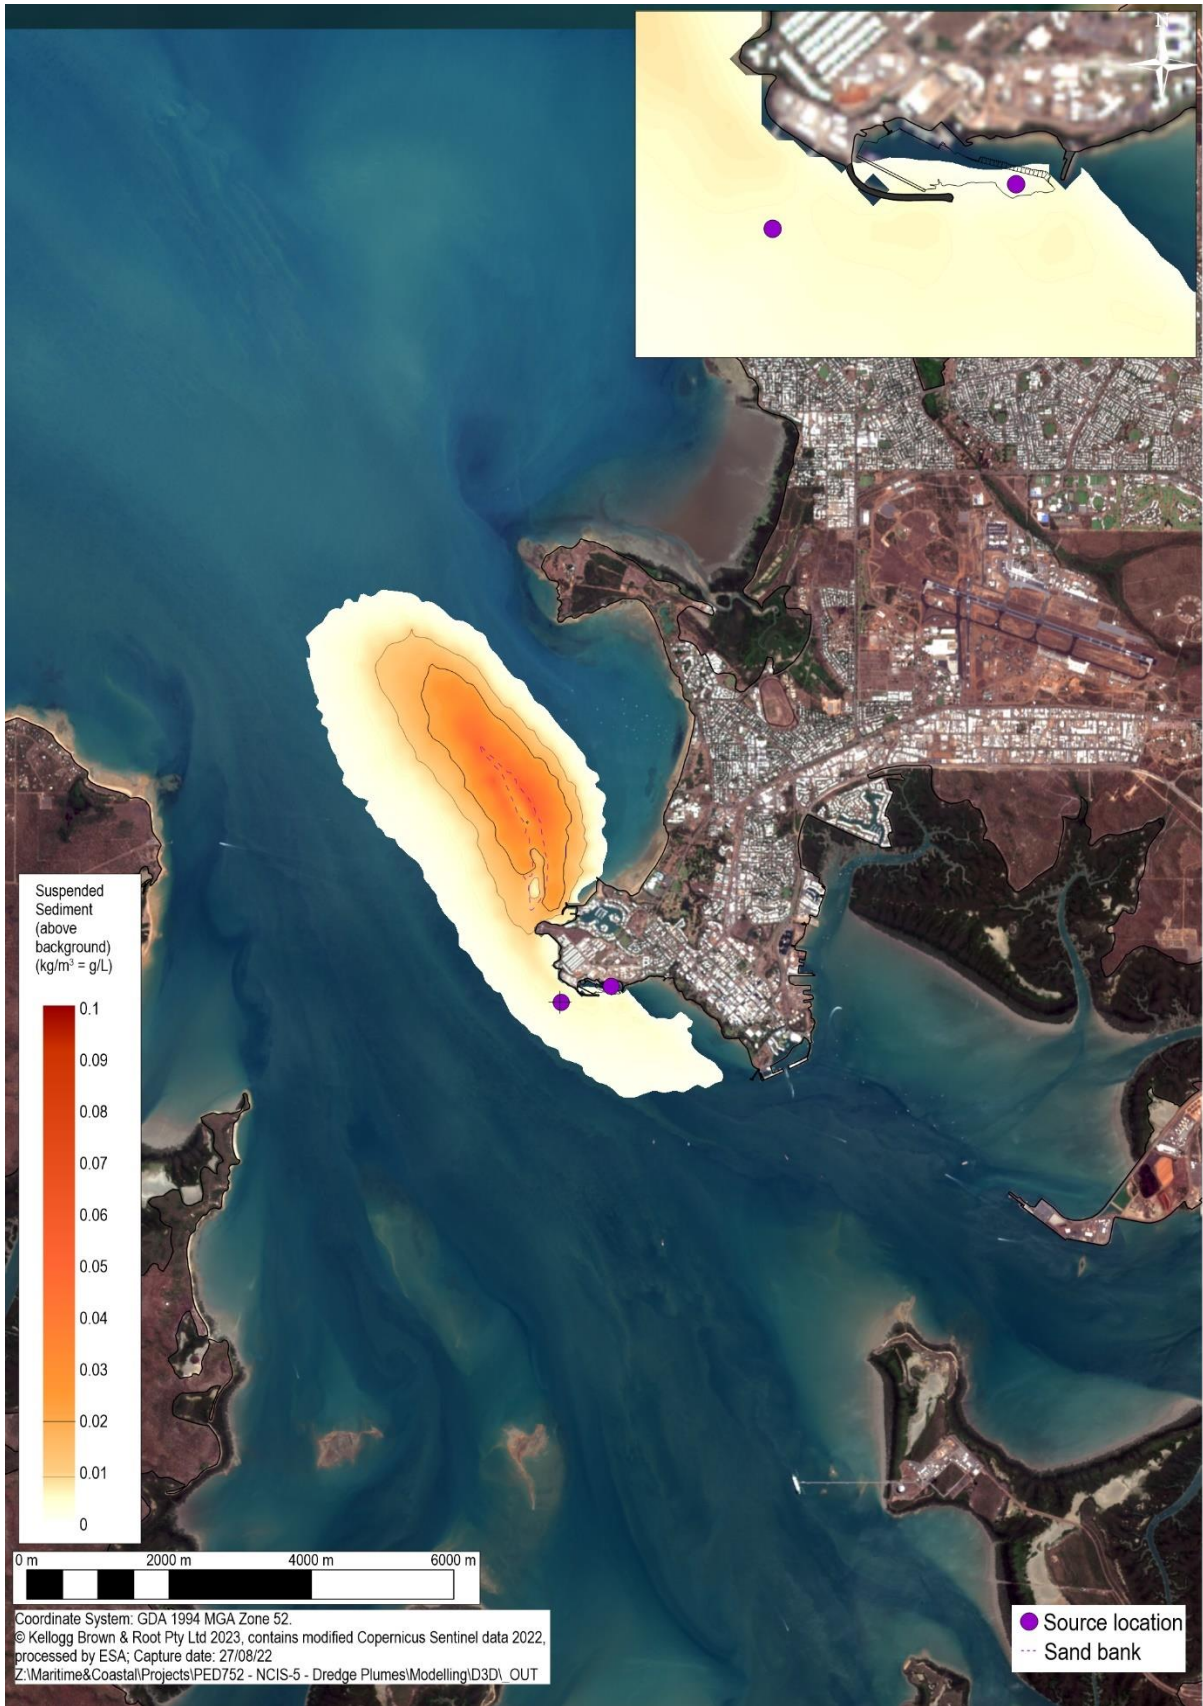 N
Suspended
Sediment
(above
background)
(kg/m³ = g/L)
0.1
0.09
0.08
0.07
0.06
0.05
0.04
0.03
0.02
0.01
0
0 m 2000 m 4000 m 6000 m
Coordinate System: GDA 1994 MGA Zone 52.
© Kellogg Brown & Root Pty Ltd 2023, contains modified Copernicus Sentinel data 2022,
processed by ESA; Capture date: 27/08/22
Z:\Maritime&Coastal\Projects\PED752 - NCIS-5 - Dredge Plumes\Modelling\D3D\_OUT
Source location
Sand bank